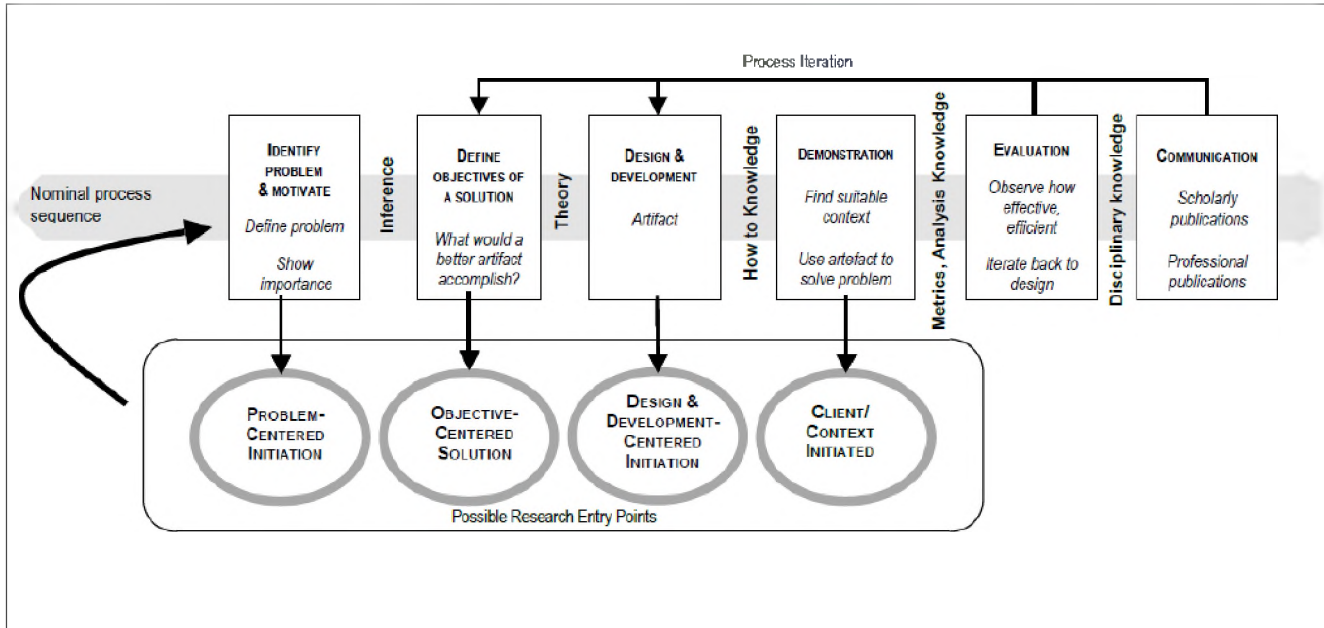 Process Iteration
Nominal process
sequence
IDENTIFY
PROBLEM
& MOTIVATE
Define problem
Show
importance
Inference
DEFINE
OBJECTIVES OF
A SOLUTION
What would a
better artifact
accomplish?
Theory
DESIGN &
DEVELOPMENT
Artifact
How to Knowledge
DEMONSTRATION
Find suitable
context
Use artefact to
solve problem
Metrics, Analysis Knowledge
EVALUATION
Observe how
effective,
efficient
Iterate back to
design
Disciplinary knowledge
COMMUNICATION
Scholarly
publications
Professional
publications
PROBLEM-
CENTERED
INITIATION
OBJECTIVE-
CENTERED
SOLUTION
DESIGN &
DEVELOPMENT-
CENTERED
INITIATION
CLIENT/
CONTEXT
INITIATED
Possible Research Entry Points